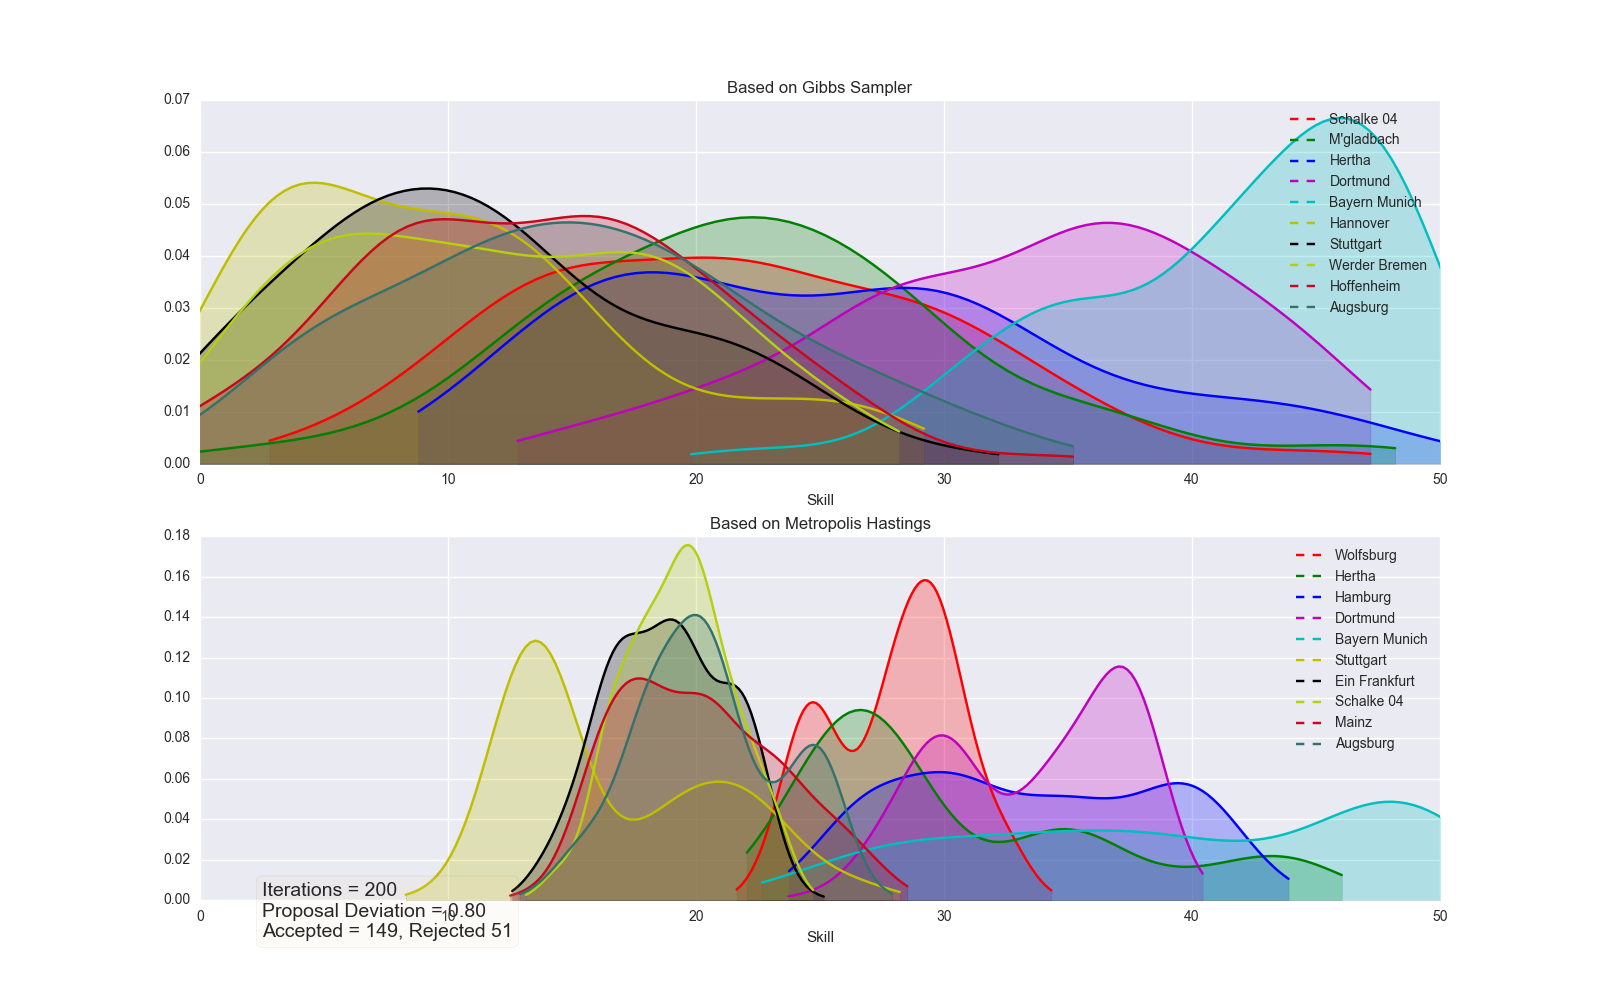 Based on Gibbs Sampler
0.07
0.06
0.05
0.04
0.03
0.02
0.01
0.00
Schalke 04
M'gladbach
Hertha
Dortmund
Bayern Munich
Hannover
Stuttgart
Werder Bremen
Hoffenheim
Augsburg
0 10 20 30 40 50
Skill
Based on Metropolis Hastings
0.18
0.16
0.14
0.12
0.10
0.08
0.06
0.04
0.02
0.00
Wolfsburg
Hertha
Hamburg
Dortmund
Bayern Munich
Stuttgart
Ein Frankfurt
Schalke 04
Mainz
Augsburg
0 10 20 30 40 50
Skill
Iterations = 200
Proposal Deviation = 0.80
Accepted = 149, Rejected 51